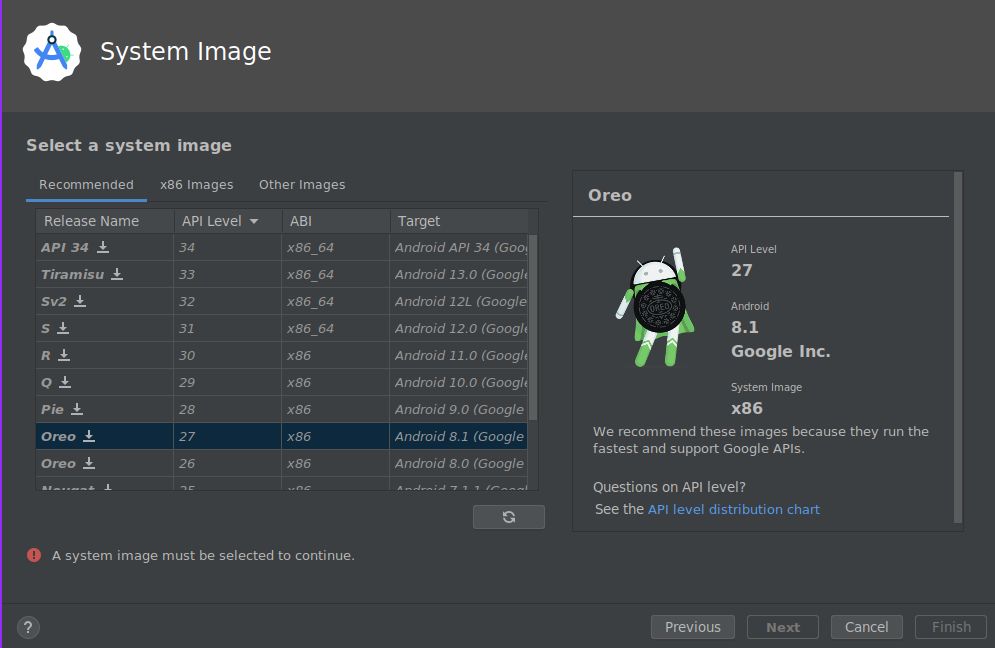 System Image
Select a system image
Recommended x86 Images Other Images
Release Name API Level ABI Target
API 34 34 x86_64 Android API 34 (Goo
Tiramisu 33 x86_64 Android 13.0 (Google
Sv2 32 x86_64 Android 12L (Google
S 31 x86_64 Android 12.0 (Google
R 30 x86 Android 11.0 (Google
Q 29 x86 Android 10.0 (Google
Pie 28 x86 Android 9.0 (Google
Oreo 27 x86 Android 8.1 (Google
Oreo 26 x86 Android 8.0 (Google
Nougat 25 x86 Android 7.1.1 (Goog
Oreo
OREO
API Level
27
Android
8.1
Google Inc.
System Image
x86
We recommend these images because they run the
fastest and support Google APIs.
Questions on API level?
See the API level distribution chart
! A system image must be selected to continue.
? Previous Next Cancel Finish